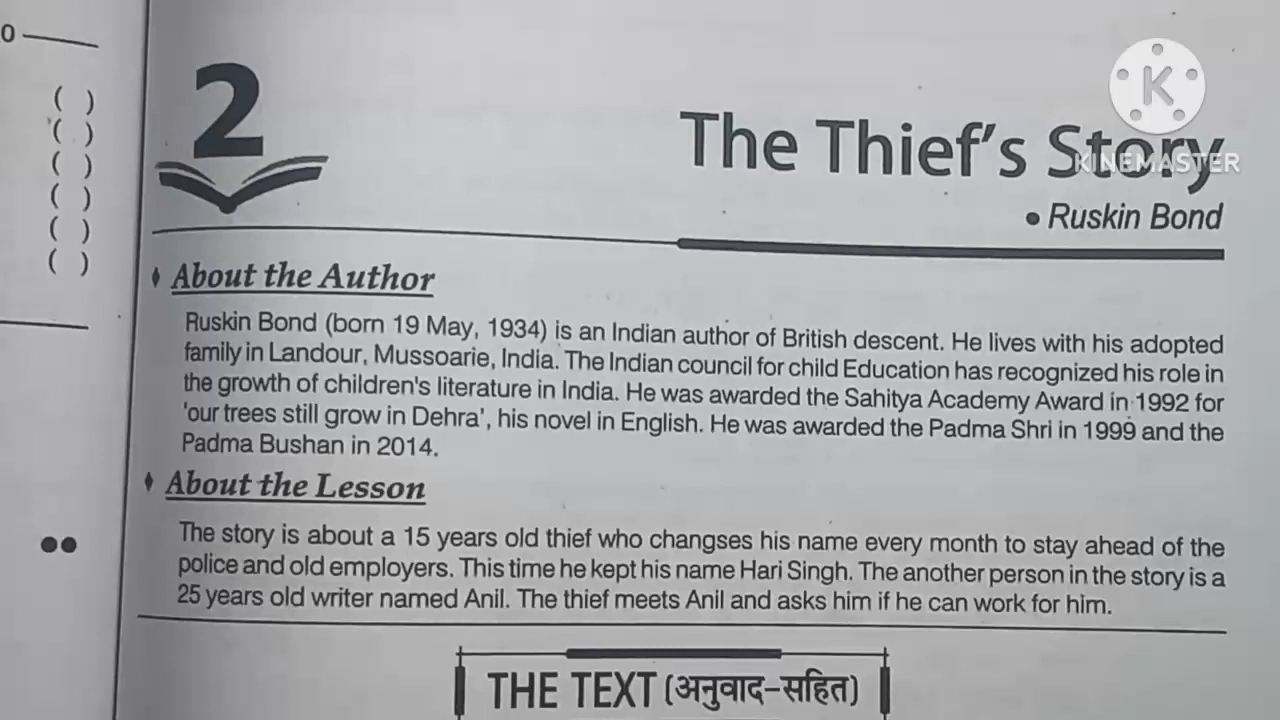 0
( )
( )
( )
( )
( )
( )
2
The Thief's Story
K
KINEMASTER
• Ruskin Bond
About the Author
Ruskin Bond (born 19 May, 1934) is an Indian author of British descent. He lives with his adopted
family in Landour, Mussoarie, India. The Indian council for child Education has recognized his role in
the growth of children's literature in India. He was awarded the Sahitya Academy Award in 1992 for
'our trees still grow in Dehra', his novel in English. He was awarded the Padma Shri in 1999 and the
Padma Bushan in 2014.
About the Lesson
The story is about a 15 years old thief who changses his name every month to stay ahead of the
police and old employers. This time he kept his name Hari Singh. The another person in the story is a
25 years old writer named Anil. The thief meets Anil and asks him if he can work for him.
THE TEXT (अनुवाद-सहित)